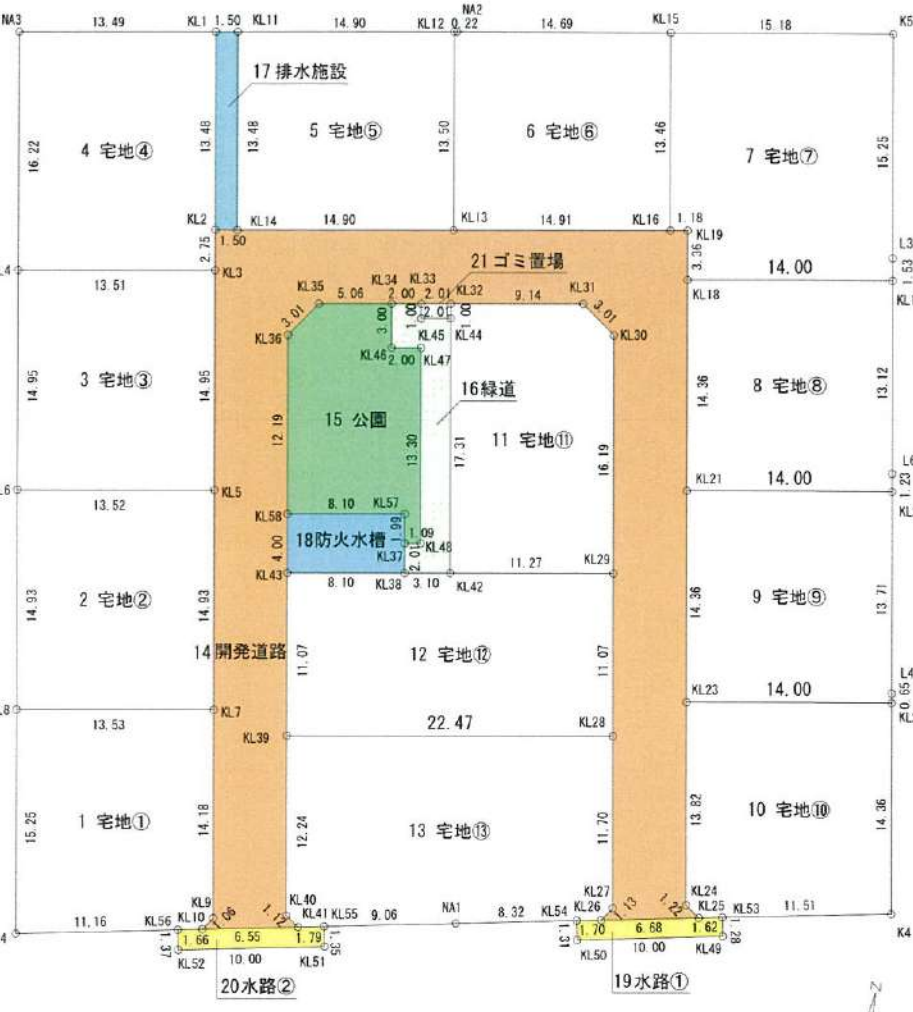 NA3 13.49 KL1 1.50 KL11 14.90 KL12 0.22 NA2 14.69 KL15 15.18 K5
17 排水施設
16.22 4 宅地④ 13.48 13.48 5 宅地⑤ 13.50 6 宅地⑥ 13.46 7 宅地⑦ 15.25
KL2 1.50 KL14 14.90 KL13 14.91 KL16 1.18 KL19
L4 13.51 2.75 KL3 3.36 KL18 14.00 L3 1.53
21 ゴミ置場
KL35 5.06 KL34 2.00 KL33 2.01 KL32 9.14 KL31
KL36 3.01 3.00 1.00 2.01 1.00 KL44 3.01 KL30
KL46 2.00 KL45 KL47
16 緑道
14.95 3 宅地③ 14.95 12.19 15 公園 13.30 17.31 11 宅地⑪ 16.19 14.36 8 宅地⑧ 13.12
L6 13.52 KL5 KL21 14.00 L6 1.23
KL58 8.10 KL57
4.00 18 防火水槽 1.99 1.09 KL37 KL48 2.01
KL43 8.10 KL38 3.10 KL42 11.27 KL29
14.93 2 宅地② 14.93 14.36 9 宅地⑨ 13.71
14 開発道路 11.07 12 宅地⑫ 11.07
L8 13.53 KL7 KL23 14.00 L4 0.65
KL39 22.47 KL28
15.25 1 宅地① 14.18 12.24 13 宅地⑬ 11.70 13.82 10 宅地⑩ 14.36
KL9 KL40 KL27 KL24
11.16 KL56 KL10 1.06 1.12 KL41 KL55 9.06 NA1 8.32 KL54 KL26 1.13 1.22 KL25 KL53 11.51 K4
1.37 1.66 6.55 1.79 1.35 1.31 1.70 6.68 1.62 1.28
KL52 10.00 KL51 KL50 10.00 KL49
20 水路② 19 水路①
N